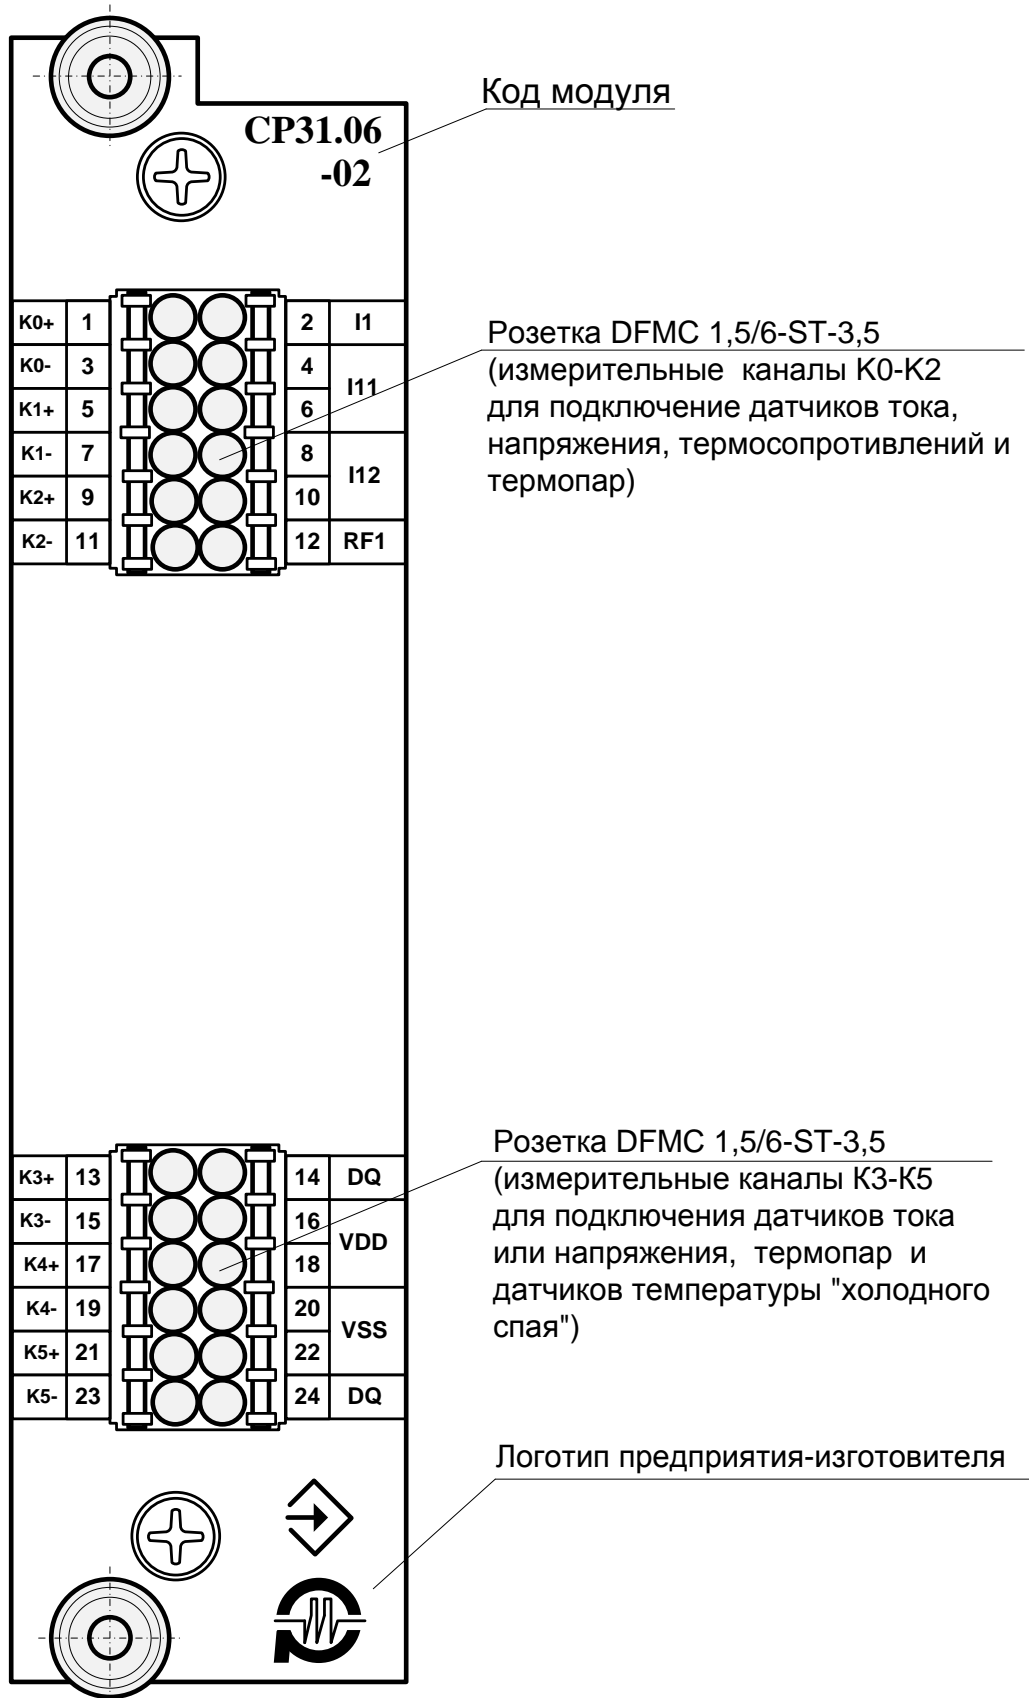 Код модуля
CP31.06
-02
K0+ 1 2 I1
K0- 3 4
I11
K1+ 5 6
K1- 7 8
I12
K2+ 9 10
K2- 11 12 RF1
Розетка DFMC 1,5/6-ST-3,5
(измерительные каналы K0-K2
для подключение датчиков тока,
напряжения, термосопротивлений и
термопар)
K3+ 13 14 DQ
K3- 15 16
VDD
K4+ 17 18
K4- 19 20
VSS
K5+ 21 22
K5- 23 24 DQ
Розетка DFMC 1,5/6-ST-3,5
(измерительные каналы К3-К5
для подключения датчиков тока
или напряжения, термопар и
датчиков температуры "холодного
спая")
Логотип предприятия-изготовителя